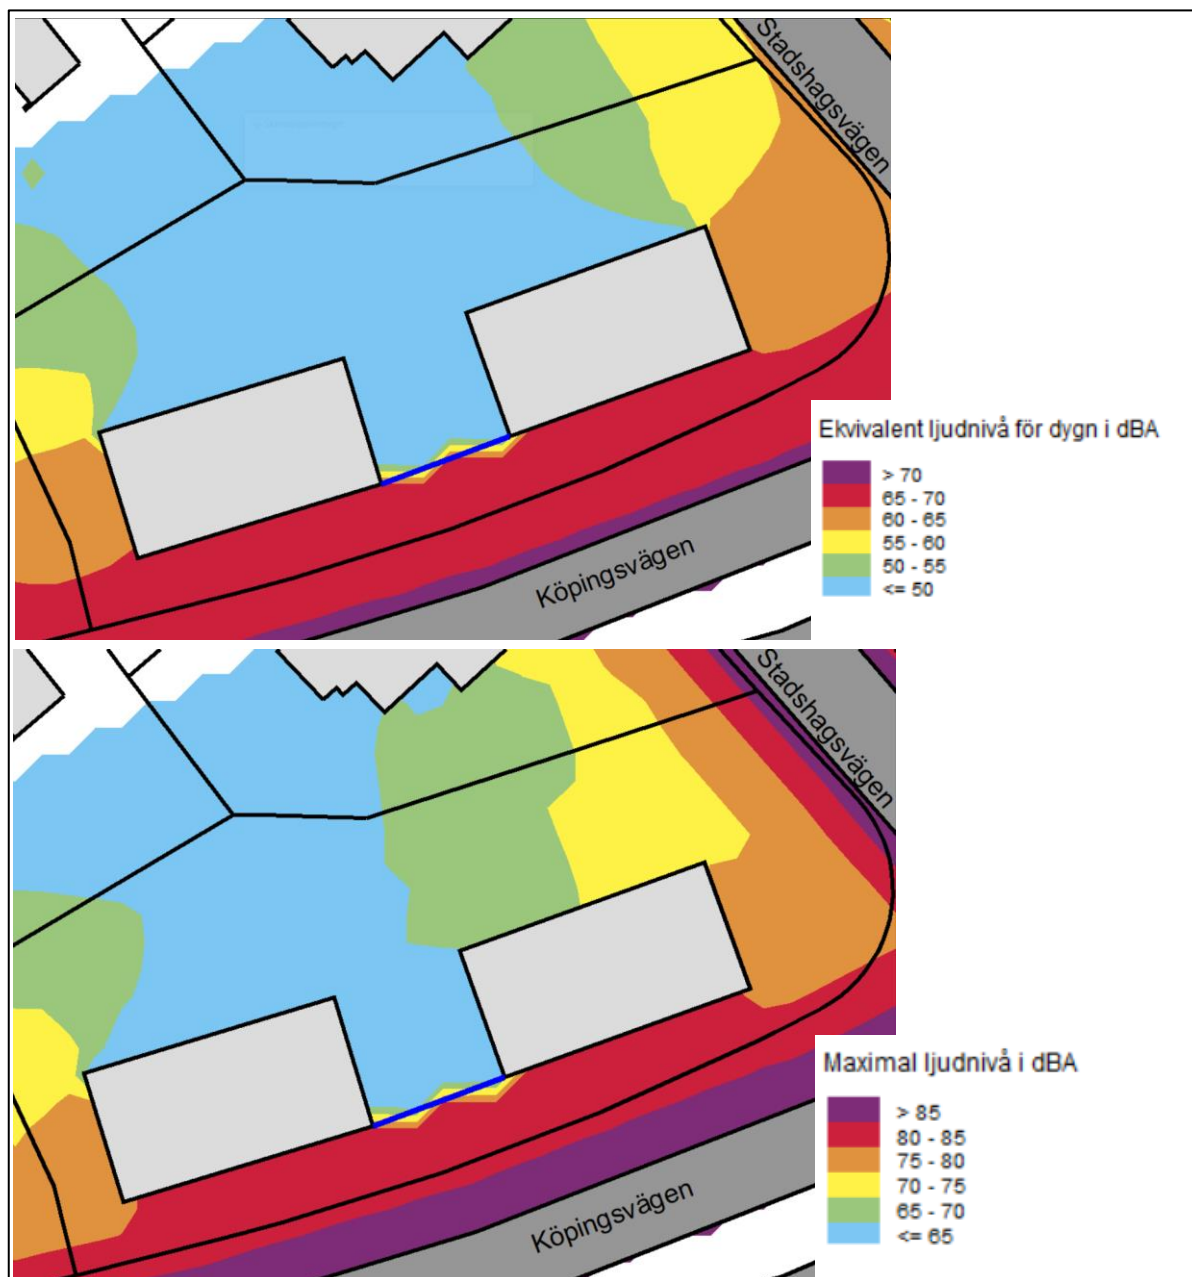 Stadshagsvägen
Köpingsvägen
Ekvivalent ljudnivå för dygn i dBA
> 70
65 - 70
60 - 65
55 - 60
50 - 55
<= 50
Stadshagsvägen
Köpingsvägen
Maximal ljudnivå i dBA
> 85
80 - 85
75 - 80
70 - 75
65 - 70
<= 65